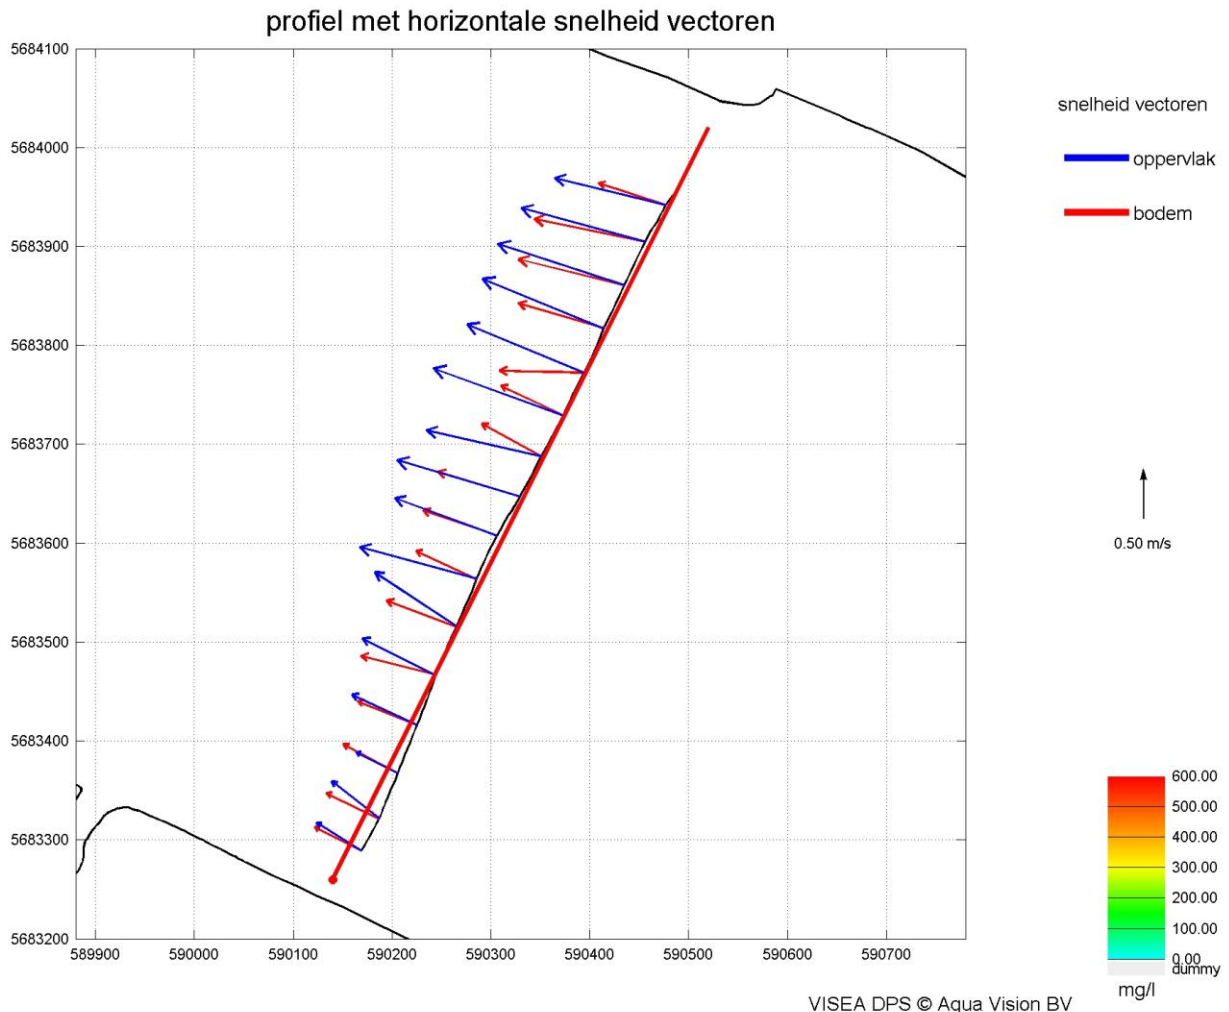 profiel met horizontale snelheid vectoren
5684100
5684000
5683900
5683800
5683700
5683600
5683500
5683400
5683300
5683200
589900 590000 590100 590200 590300 590400 590500 590600 590700
snelheid vectoren
oppervlak
bodem
0.50 m/s
600.00
500.00
400.00
300.00
200.00
100.00
0.00
dummy
mg/l
VISEA DPS © Aqua Vision BV